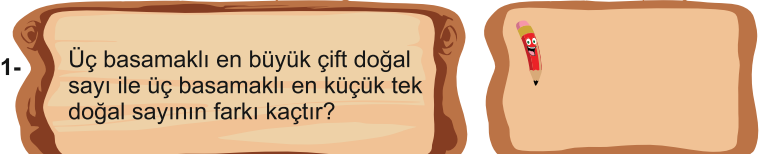 1- Üç basamaklı en büyük çift doğal
sayı ile üç basamaklı en küçük tek
doğal sayının farkı kaçtır?